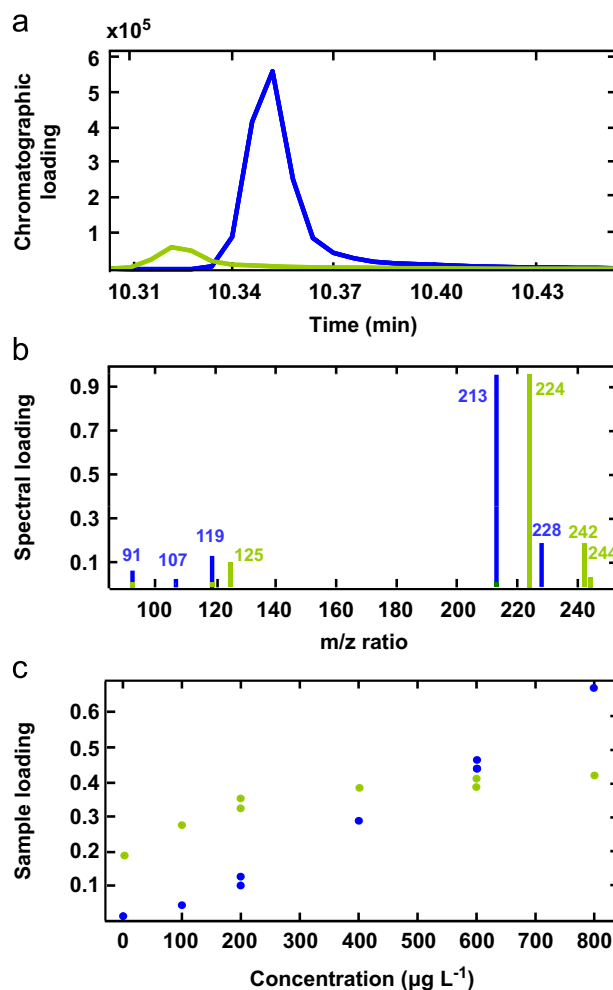 a
x10⁵
Chromatographic loading
6
5
4
3
2
1
10.31 10.34 10.37 10.40 10.43
Time (min)
b
Spectral loading
0.9
0.7
0.5
0.3
0.1
91 107 119 125 213 224 228 242 244
100 120 140 160 180 200 220 240
m/z ratio
c
Sample loading
0.6
0.5
0.4
0.3
0.2
0.1
0 100 200 300 400 500 600 700 800
Concentration (µg L⁻¹)